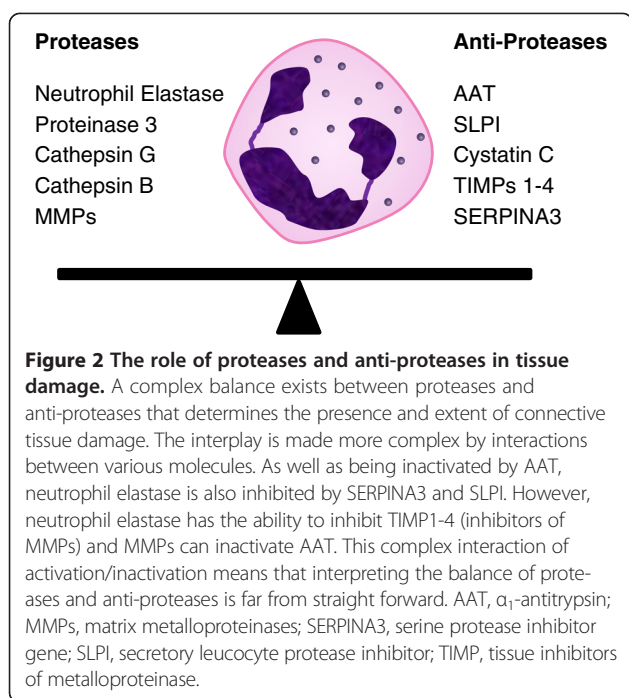 Proteases
Neutrophil Elastase
Proteinase 3
Cathepsin G
Cathepsin B
MMPs
Anti-Proteases
AAT
SLPI
Cystatin C
TIMPs 1-4
SERPINA3
Figure 2 The role of proteases and anti-proteases in tissue
damage. A complex balance exists between proteases and
anti-proteases that determines the presence and extent of connective
tissue damage. The interplay is made more complex by interactions
between various molecules. As well as being inactivated by AAT,
neutrophil elastase is also inhibited by SERPINA3 and SLPI. However,
neutrophil elastase has the ability to inhibit TIMP1-4 (inhibitors of
MMPs) and MMPs can inactivate AAT. This complex interaction of
activation/inactivation means that interpreting the balance of prote-
ases and anti-proteases is far from straight forward. AAT, α₁-antitrypsin;
MMPs, matrix metalloproteinases; SERPINA3, serine protease inhibitor
gene; SLPI, secretory leucocyte protease inhibitor; TIMP, tissue inhibitors
of metalloproteinase.